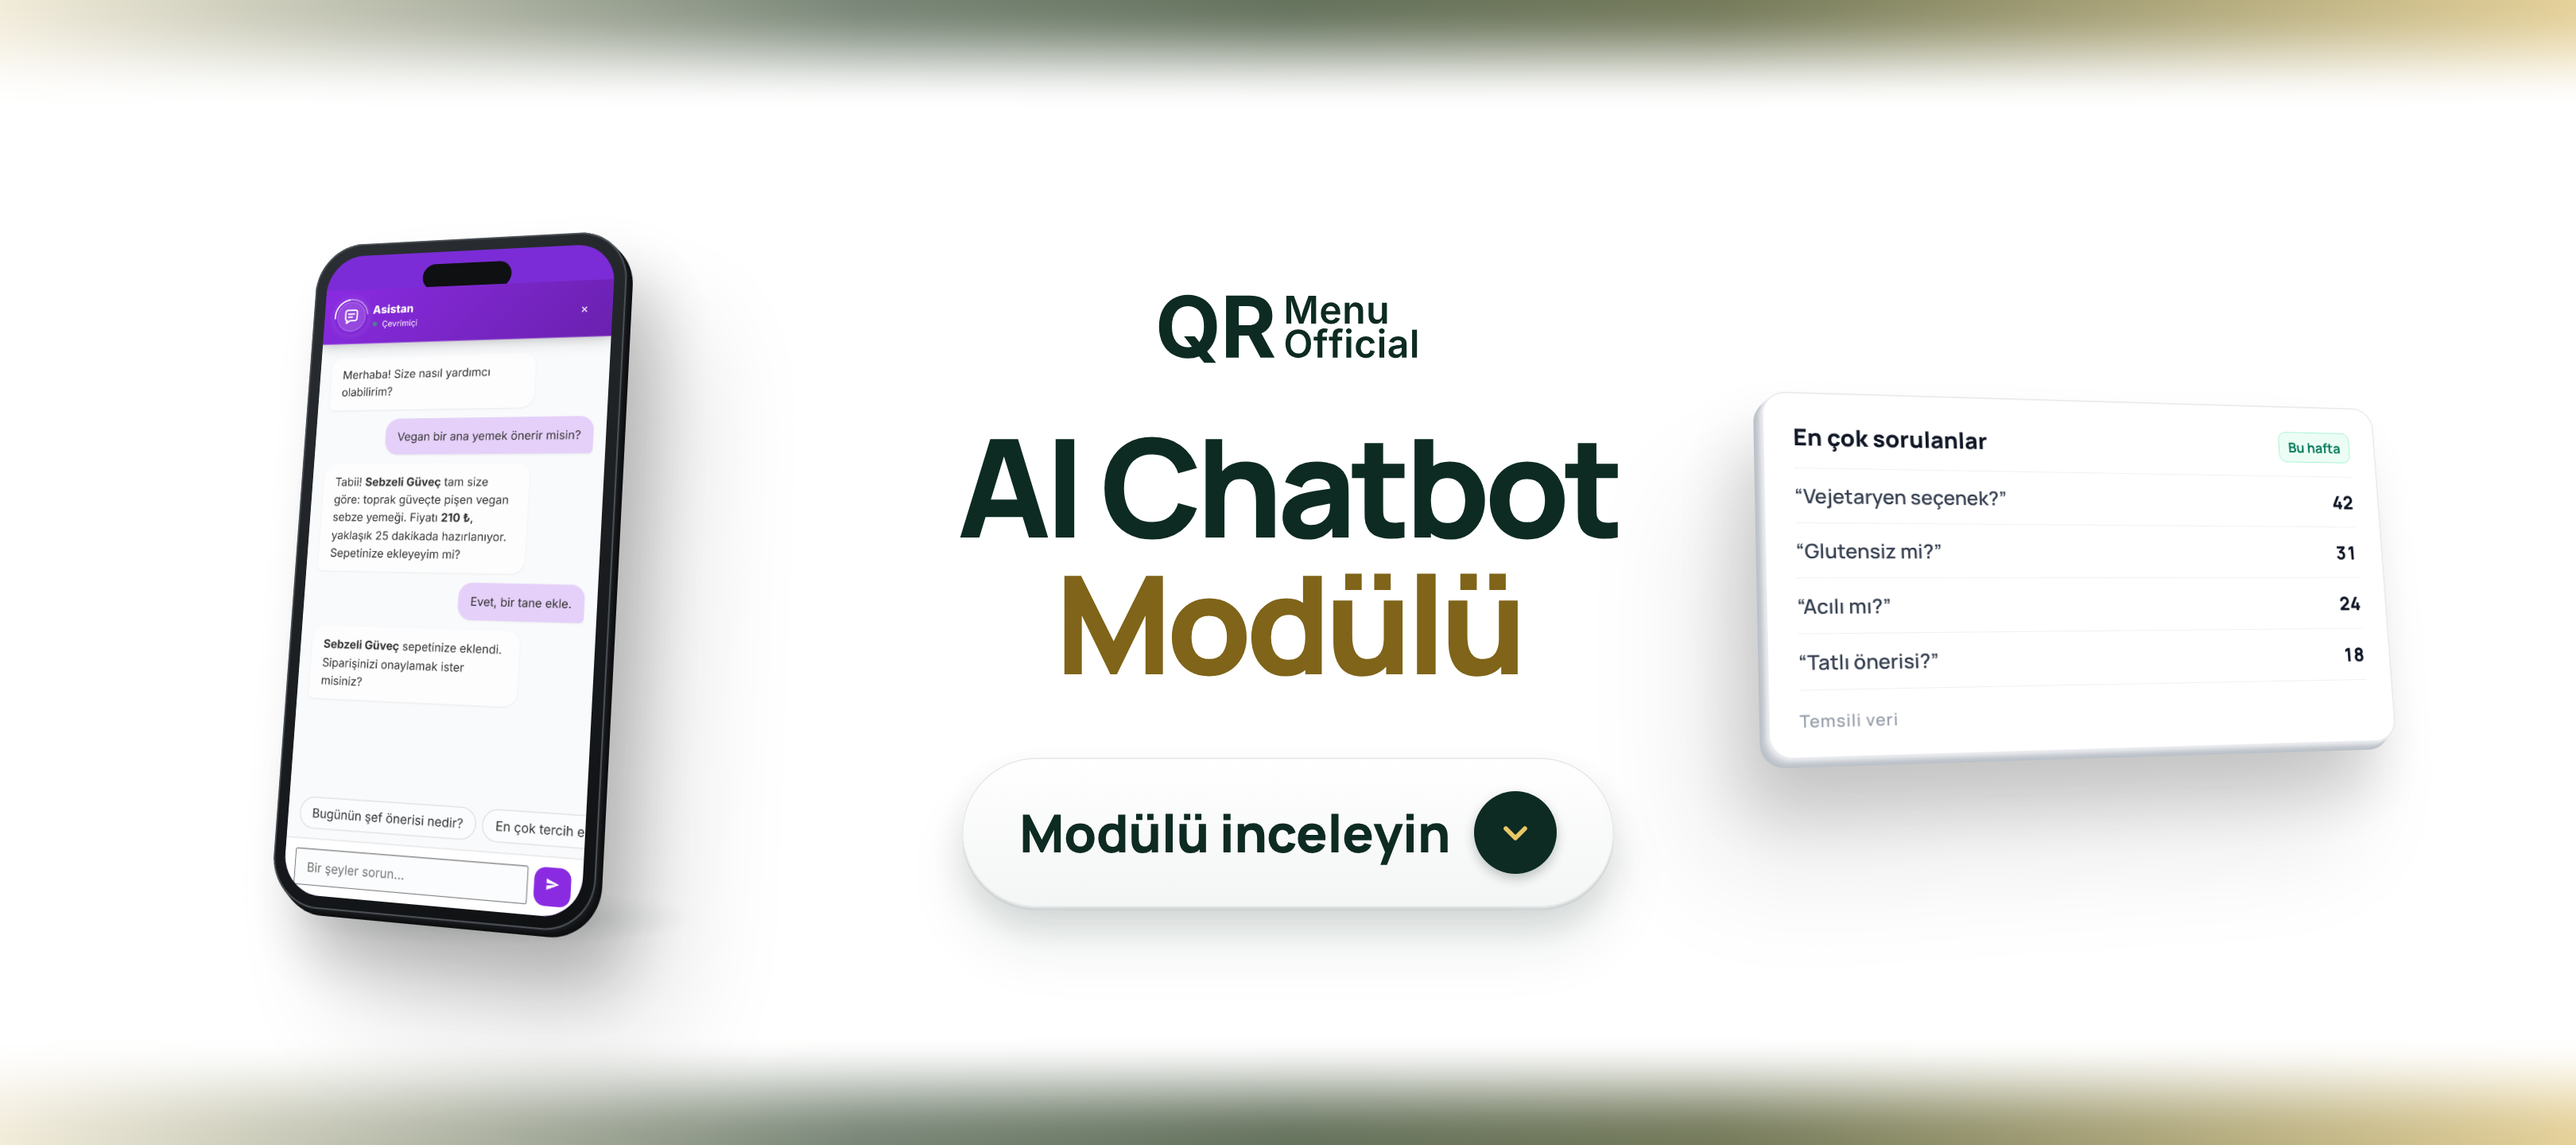 Asistan
Çevrimiçi
×
Merhaba! Size nasıl yardımcı
olabilirim?
Vegan bir ana yemek önerir misin?
Tabii! Sebzeli Güveç tam size
göre: toprak güveçte pişen vegan
sebze yemeği. Fiyatı 210 ₺,
yaklaşık 25 dakikada hazırlanıyor.
Sepetinize ekleyeyim mi?
Evet, bir tane ekle.
Sebzeli Güveç sepetinize eklendi.
Siparişinizi onaylamak ister
misiniz?
Bugünün şef önerisi nedir?
En çok tercih e
Bir şeyler sorun...
QR Menu
Official
AI Chatbot
Modülü
Modülü inceleyin
En çok sorulanlar
Bu hafta
“Vejetaryen seçenek?” 42
“Glutensiz mi?” 31
“Acılı mı?” 24
“Tatlı önerisi?” 18
Temsili veri